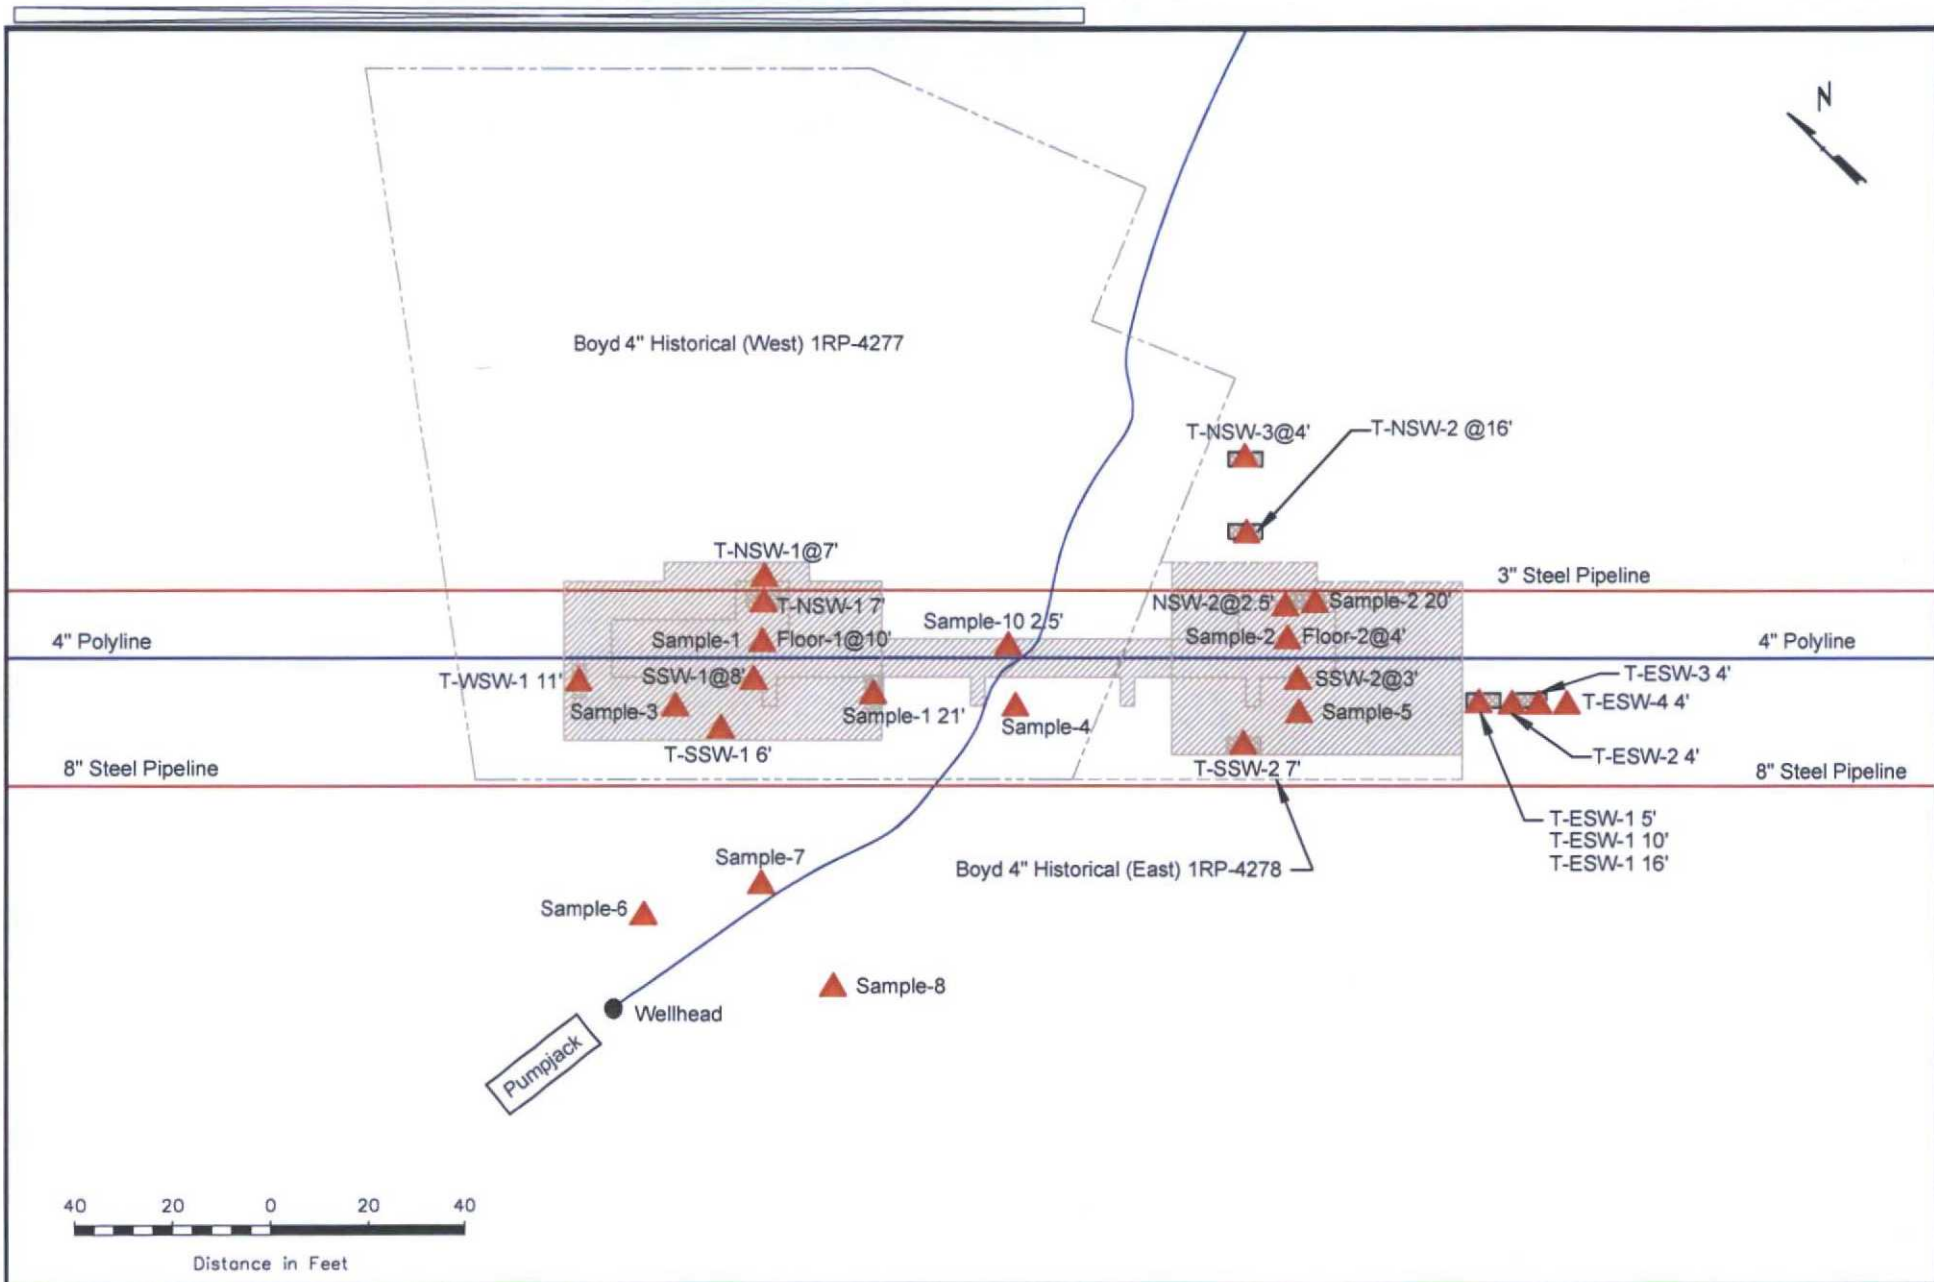 N
Boyd 4" Historical (West) 1RP-4277
T-NSW-3@4'
T-NSW-2 @16'
T-NSW-1@7'
3" Steel Pipeline
T-NSW-1 7'
NSW-2@2.5'
Sample-2 20'
Sample-10 2.5'
4" Polyline
Sample-1
Floor-1@10'
Sample-2
Floor-2@4'
4" Polyline
T-WSW-1 11'
SSW-1@8'
SSW-2@3'
T-ESW-3 4'
Sample-3
Sample-1 21'
Sample-4
Sample-5
T-ESW-4 4'
T-SSW-1 6'
T-SSW-2 7'
T-ESW-2 4'
8" Steel Pipeline
8" Steel Pipeline
T-ESW-1 5'
T-ESW-1 10'
T-ESW-1 16'
Sample-7
Boyd 4" Historical (East) 1RP-4278
Sample-6
Sample-8
Wellhead
Pumpjack
40 20 0 20 40
Distance in Feet